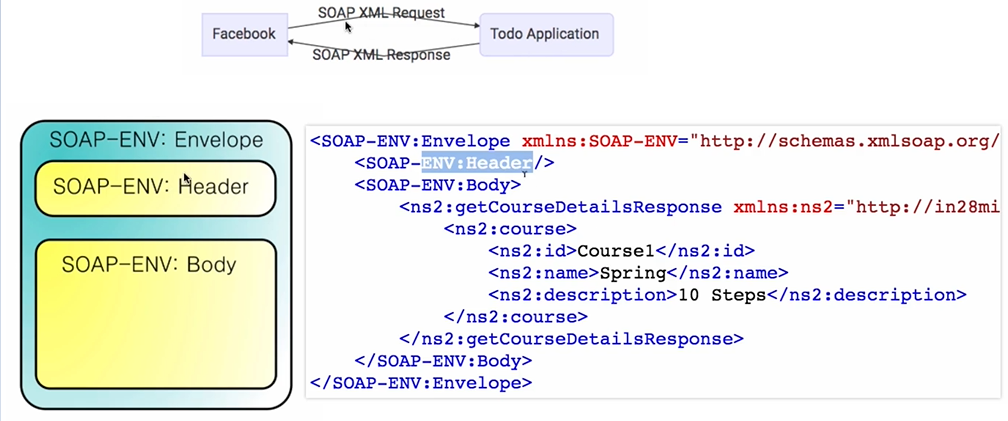 SOAP XML Request
Facebook
Todo Application
SOAP XML Response
SOAP-ENV: Envelope
SOAP-ENV: Header
SOAP-ENV: Body
<SOAP-ENV:Envelope xmlns:SOAP-ENV="http://schemas.xmlsoap.org/
<SOAP-ENV:Header/>
<SOAP-ENV:Body>
<ns2:getCourseDetailsResponse xmlns:ns2="http://in28mi
<ns2:course>
<ns2:id>Course1</ns2:id>
<ns2:name>Spring</ns2:name>
<ns2:description>10 Steps</ns2:description>
</ns2:course>
</ns2:getCourseDetailsResponse>
</SOAP-ENV:Body>
</SOAP-ENV:Envelope>